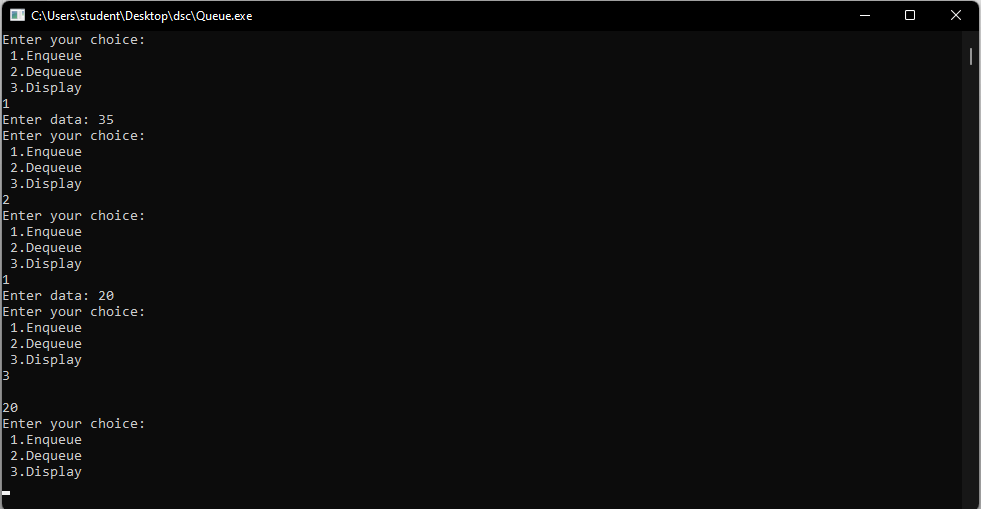 C:\Users\student\Desktop\dsc\Queue.exe
Enter your choice:
 1.Enqueue
 2.Dequeue
 3.Display
1
Enter data: 35
Enter your choice:
 1.Enqueue
 2.Dequeue
 3.Display
2
Enter your choice:
 1.Enqueue
 2.Dequeue
 3.Display
1
Enter data: 20
Enter your choice:
 1.Enqueue
 2.Dequeue
 3.Display
3

20
Enter your choice:
 1.Enqueue
 2.Dequeue
 3.Display